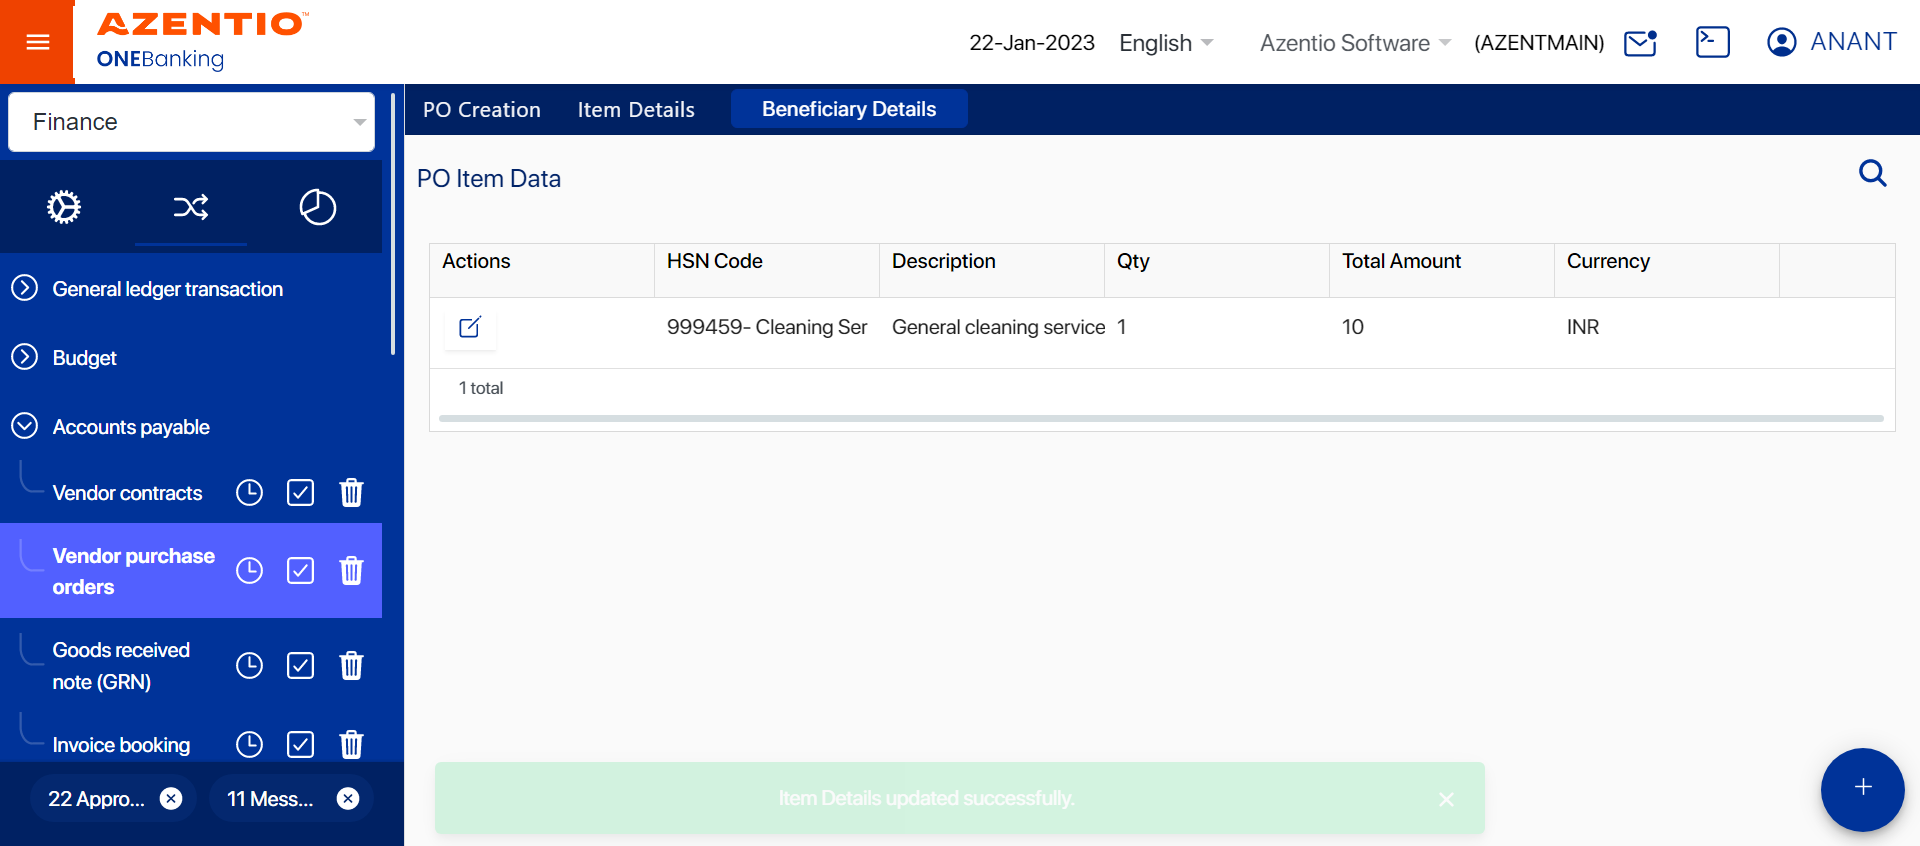 AZENTIO™
ONEBanking
22-Jan-2023 English Azentio Software (AZENTMAIN) ANANT
Finance
PO Creation Item Details Beneficiary Details
PO Item Data
Actions HSN Code Description Qty Total Amount Currency
999459- Cleaning Ser General cleaning service 1 10 INR
1 total
General ledger transaction
Budget
Accounts payable
Vendor contracts
Vendor purchase
orders
Goods received
note (GRN)
Invoice booking
22 Appro... 11 Mess...
Item Details updated successfully.